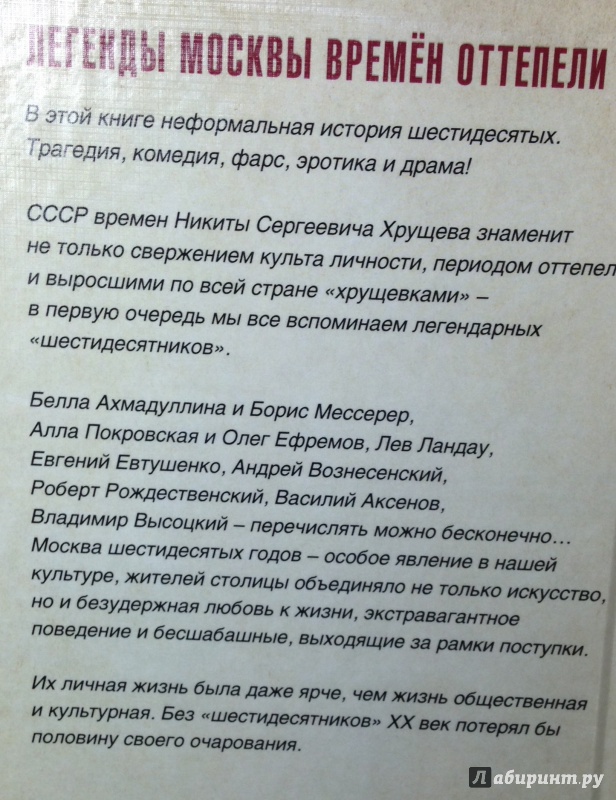 ЛЕГЕНДЫ МОСКВЫ ВРЕМЁН ОТТЕПЕЛИ
В этой книге неформальная история шестидесятых.
Трагедия, комедия, фарс, эротика и драма!
СССР времен Никиты Сергеевича Хрущева знаменит
не только свержением культа личности, периодом оттепел
и выросшими по всей стране «хрущевками» –
в первую очередь мы все вспоминаем легендарных
«шестидесятников».
Белла Ахмадуллина и Борис Мессерер,
Алла Покровская и Олег Ефремов, Лев Ландау,
Евгений Евтушенко, Андрей Вознесенский,
Роберт Рождественский, Василий Аксенов,
Владимир Высоцкий – перечислять можно бесконечно…
Москва шестидесятых годов – особое явление в нашей
культуре, жителей столицы объединяло не только искусство,
но и безудержная любовь к жизни, экстравагантное
поведение и бесшабашные, выходящие за рамки поступки.
Их личная жизнь была даже ярче, чем жизнь общественная
и культурная. Без «шестидесятников» XX век потерял бы
половину своего очарования.
Лабиринт.ру